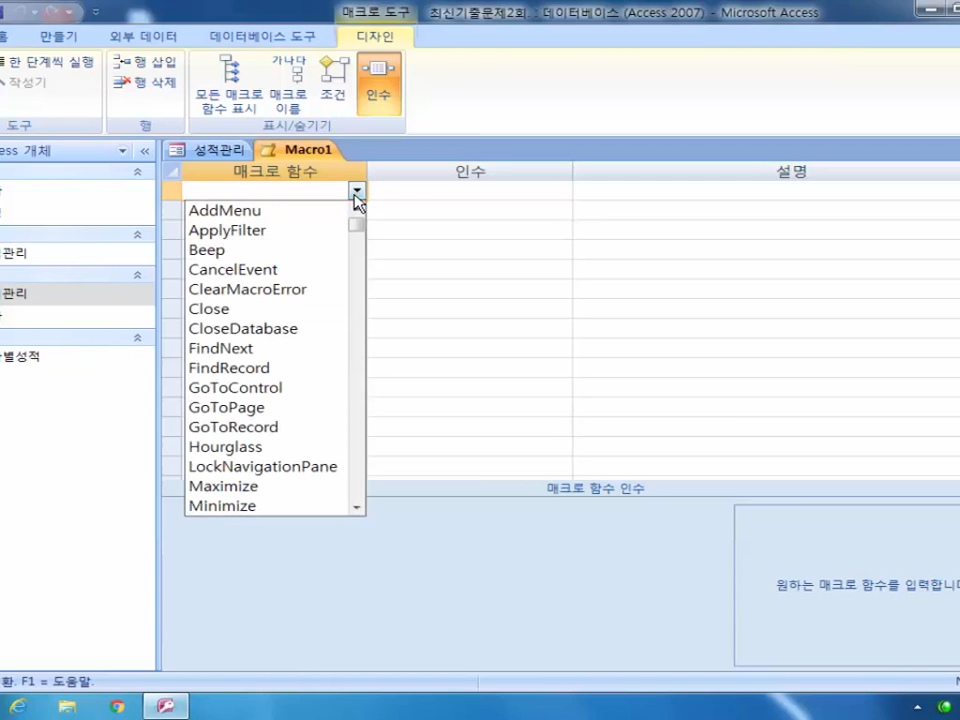 매크로 도구 최신기출문제2회. : 데이터베이스 (Access 2007) - Microsoft Access
홈 만들기 외부 데이터 데이터베이스 도구 디자인
한 단계씩 실행
작성기
행 삽입
행 삭제
모든 매크로 함수 표시
가나다
매크로 이름
조건
인수
도구 행 표시/숨기기
ess 개체
성적관리 Macro1
매크로 함수 인수 설명
관리
관리
별성적
AddMenu
ApplyFilter
Beep
CancelEvent
ClearMacroError
Close
CloseDatabase
FindNext
FindRecord
GoToControl
GoToPage
GoToRecord
Hourglass
LockNavigationPane
Maximize
Minimize
매크로 함수 인수
원하는 매크로 함수를 입력합니다
환. F1 = 도움말.